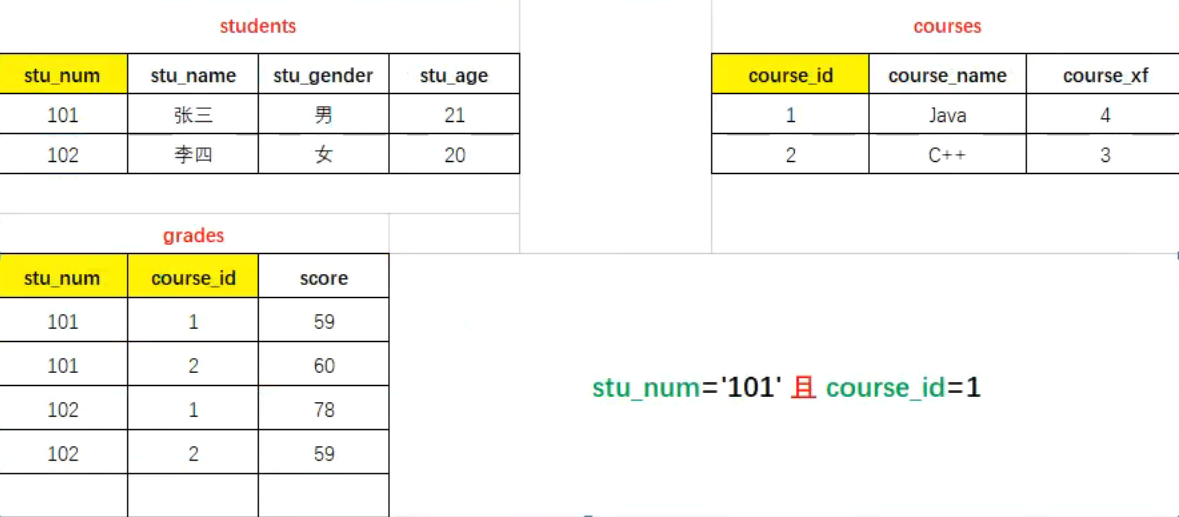 students
stu_num stu_name stu_gender stu_age
101 张三 男 21
102 李四 女 20
courses
course_id course_name course_xf
1 Java 4
2 C++ 3
grades
stu_num course_id score
101 1 59
101 2 60
102 1 78
102 2 59
stu_num='101' 且 course_id=1